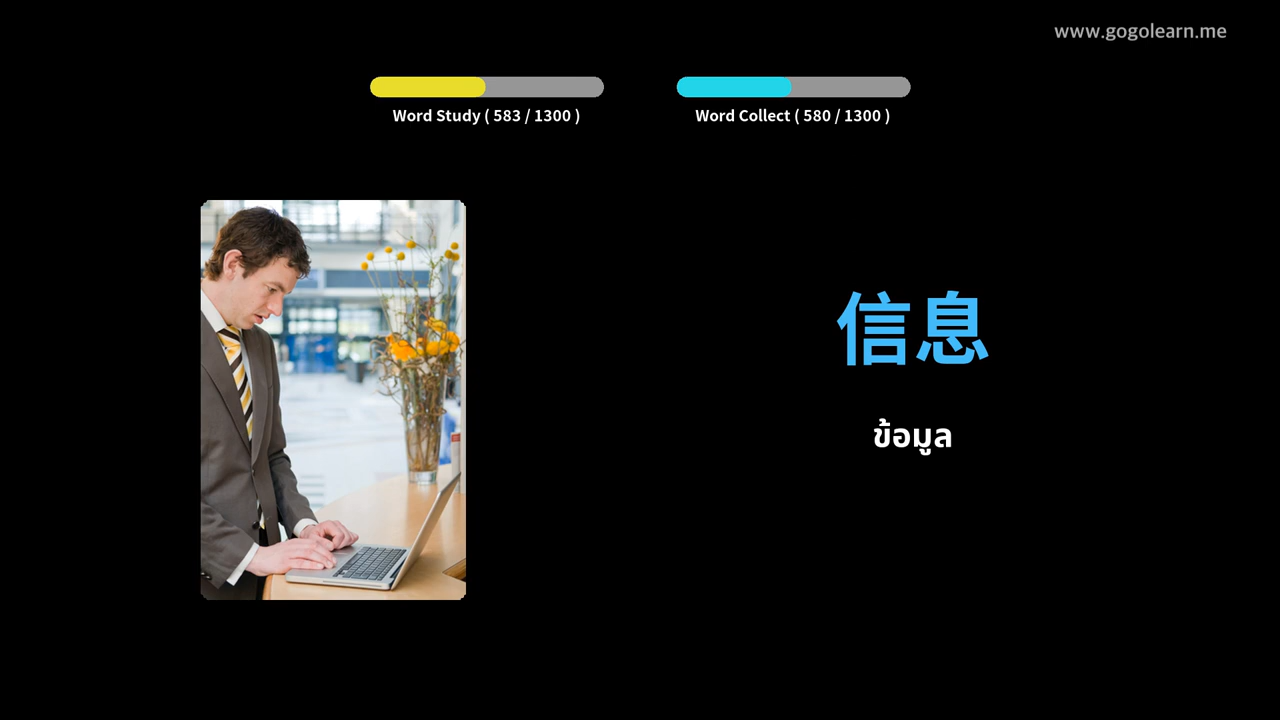 www.gogolearn.me
Word Study ( 583 / 1300 )
Word Collect ( 580 / 1300 )
信息
ข้อมูล